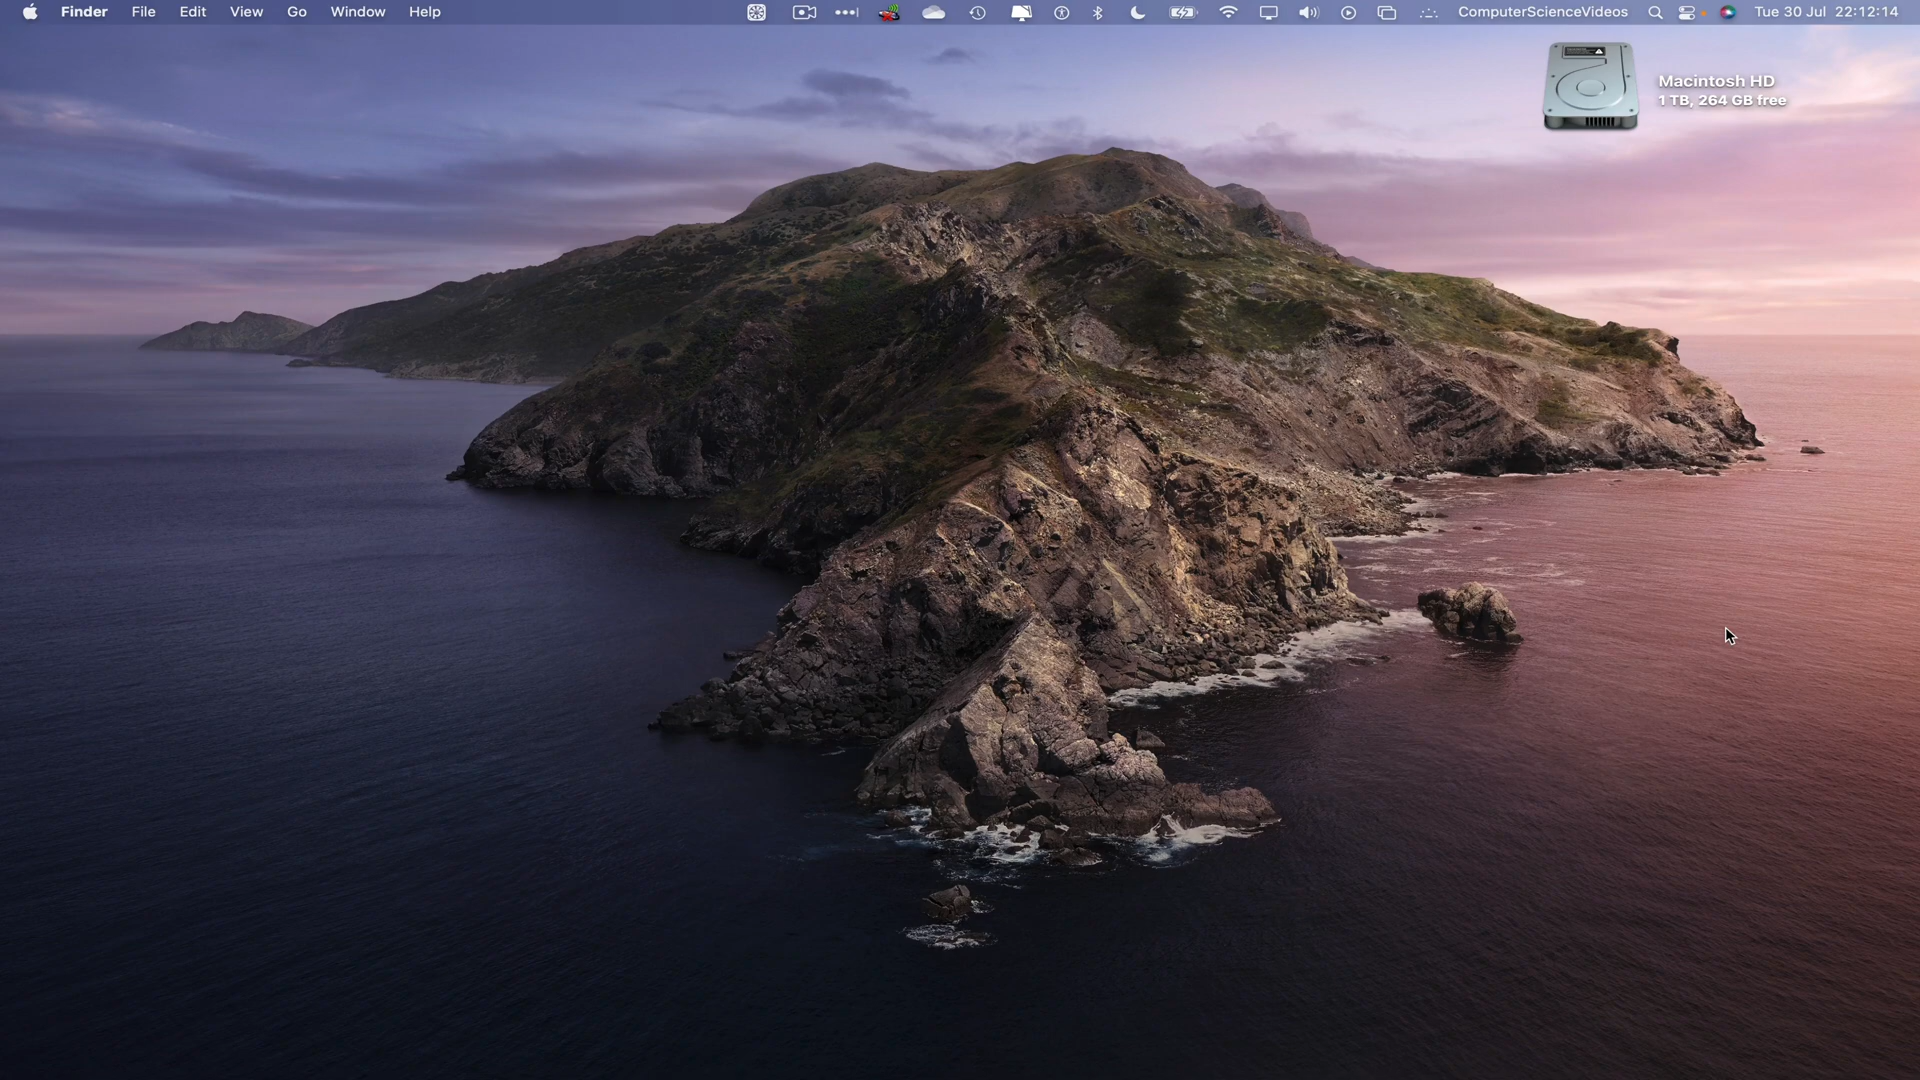 Finder File Edit View Go Window Help ComputerScienceVideos Tue 30 Jul 22:12:14
Macintosh HD
1 TB, 264 GB free